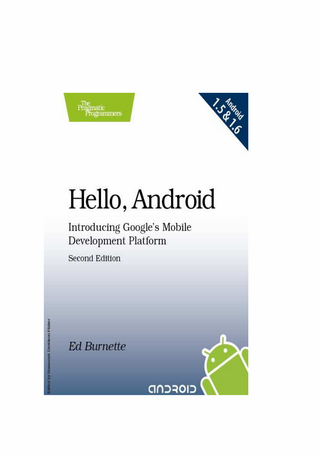 The
Pragmatic
Programmers
Android
1.5 & 1.6
Hello, Android
Introducing Google's Mobile
Development Platform
Second Edition
Ed Burnette
ANDROID